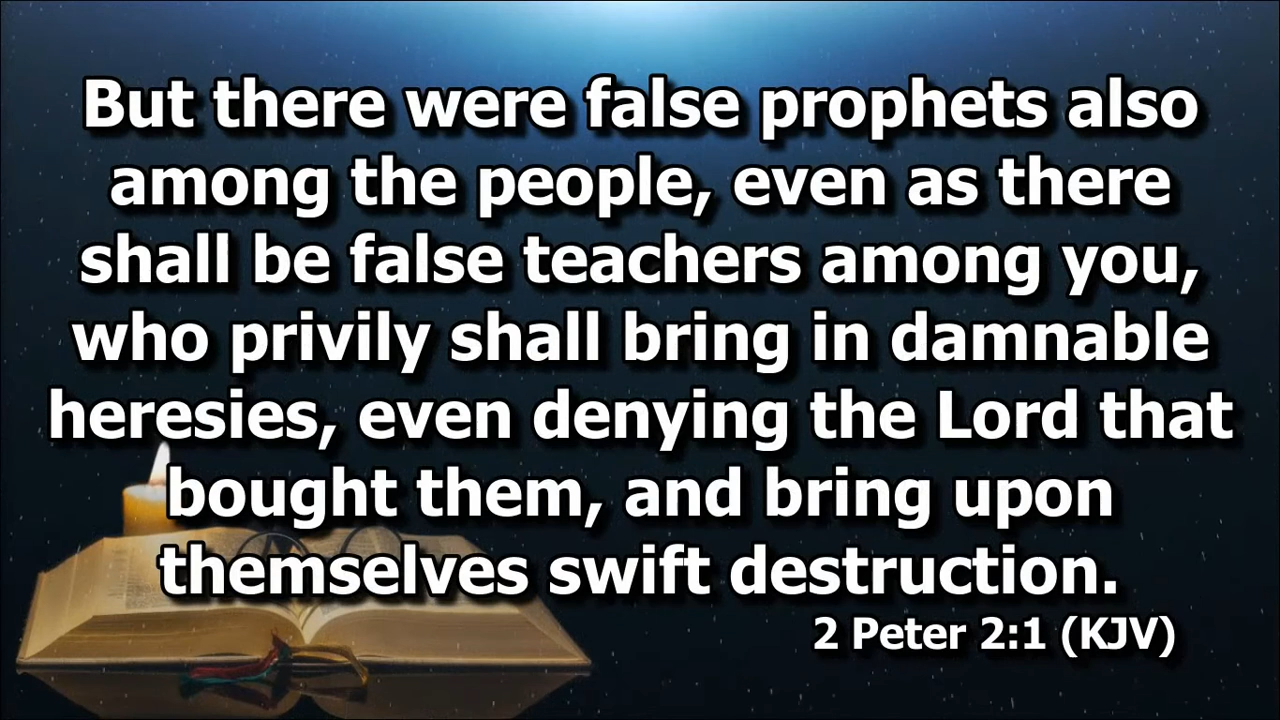 But there were false prophets also
among the people, even as there
shall be false teachers among you,
who privily shall bring in damnable
heresies, even denying the Lord that
bought them, and bring upon
themselves swift destruction.
2 Peter 2:1 (KJV)